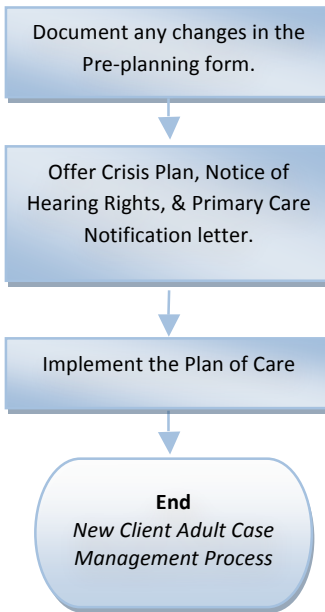 Document any changes in the
Pre-planning form.
Offer Crisis Plan, Notice of
Hearing Rights, & Primary Care
Notification letter.
Implement the Plan of Care
End
New Client Adult Case
Management Process